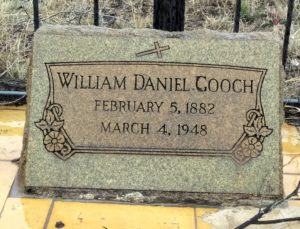 WILLIAM DANIEL GOOCH
FEBRUARY 5, 1882
MARCH 4, 1948